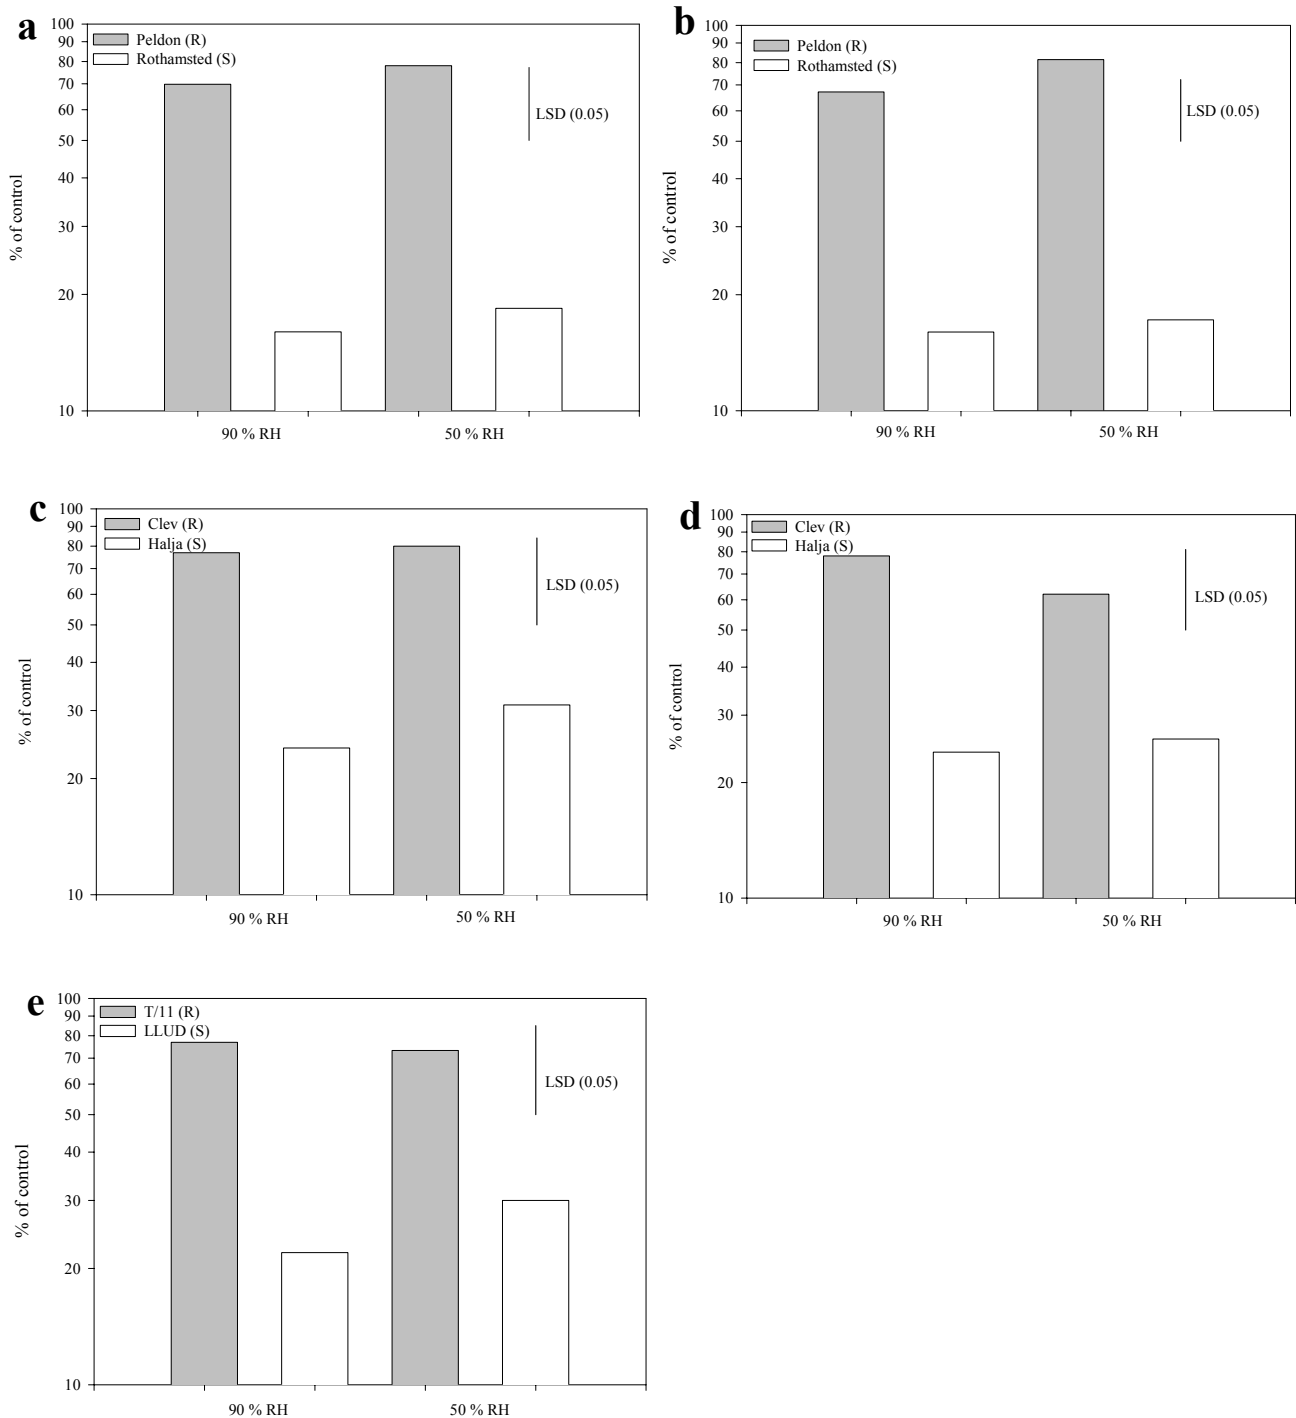 a
100
90
80
70
60
50
40
30
20
10
% of control
Peldon (R)
Rothamsted (S)
LSD (0.05)
90 % RH
50 % RH
b
100
90
80
70
60
50
40
30
20
10
% of control
Peldon (R)
Rothamsted (S)
LSD (0.05)
90 % RH
50 % RH
c
100
90
80
70
60
50
40
30
20
10
% of control
Clev (R)
Halja (S)
LSD (0.05)
90 % RH
50 % RH
d
100
90
80
70
60
50
40
30
20
10
% of control
Clev (R)
Halja (S)
LSD (0.05)
90 % RH
50 % RH
e
100
90
80
70
60
50
40
30
20
10
% of control
T/11 (R)
LLUD (S)
LSD (0.05)
90 % RH
50 % RH